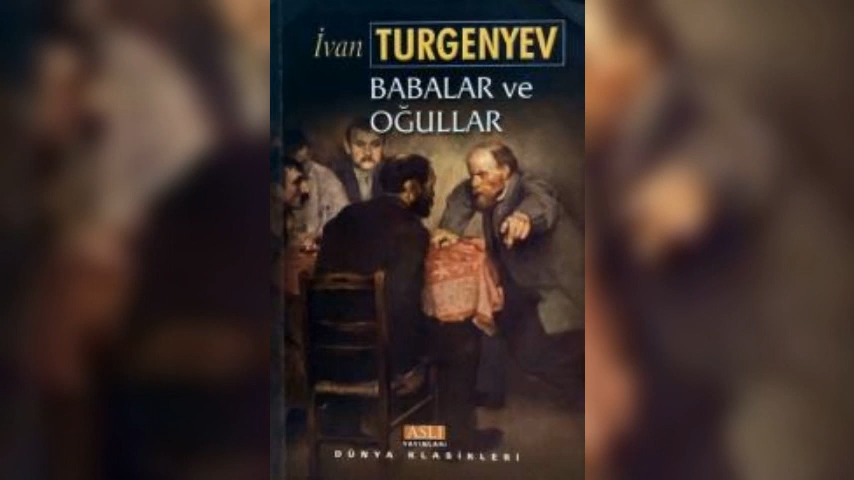 İvan TURGENYEV
BABALAR ve
OĞULLAR
ASLI
YAYINLARI
DÜNYA KLASİKLERİ